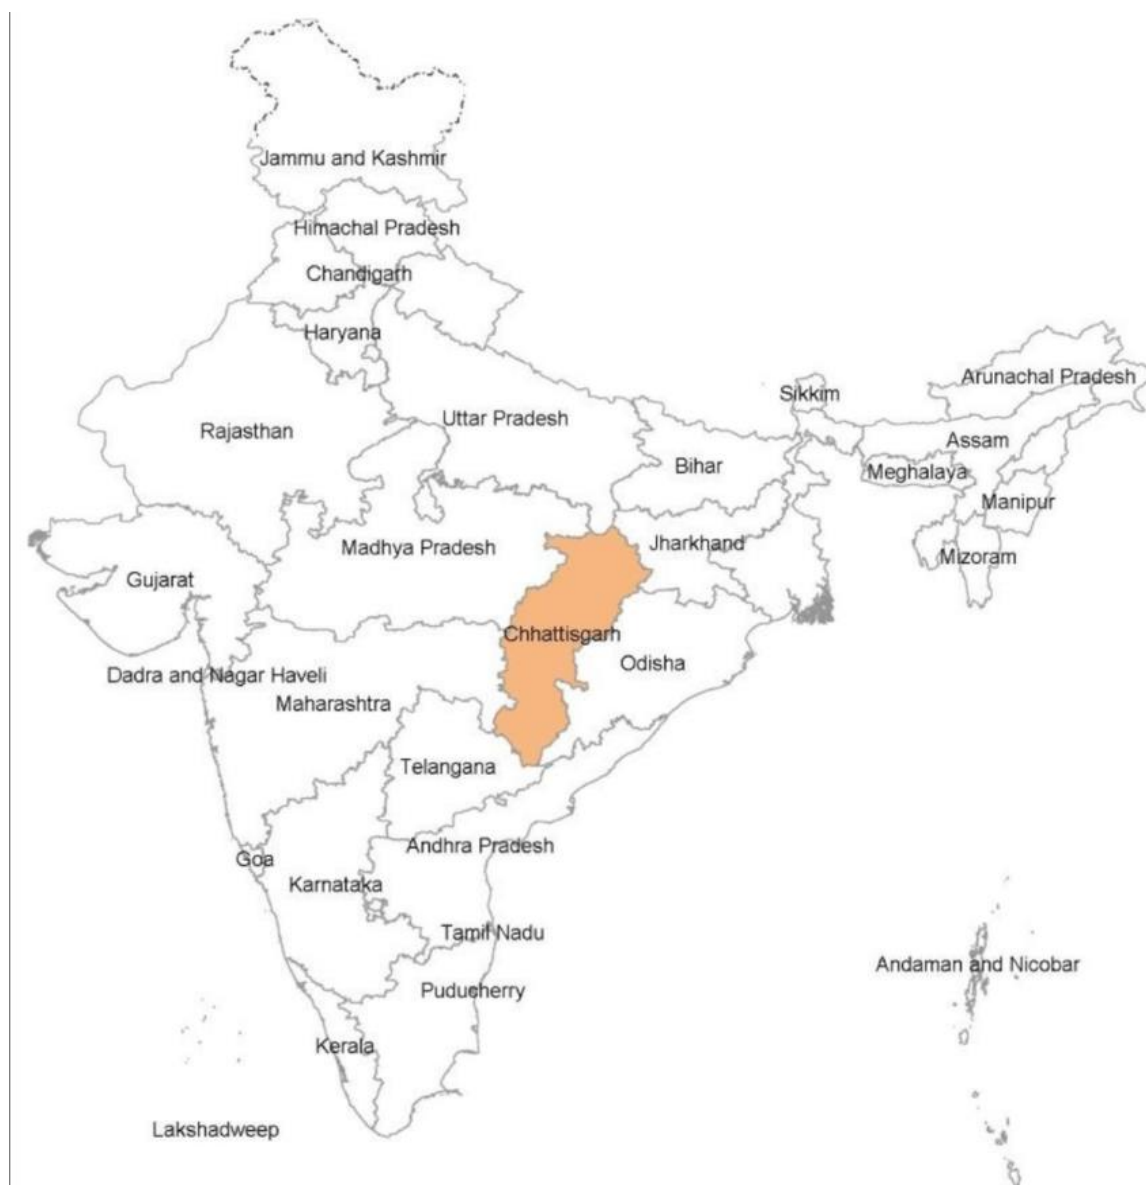 Jammu and Kashmir
Himachal Pradesh
Chandigarh
Haryana
Arunachal Pradesh
Sikkim
Uttar Pradesh
Rajasthan
Assam
Bihar
Meghalaya
Manipur
Jharkhand
Madhya Pradesh
Mizoram
Gujarat
Chhattisgarh
Odisha
Dadra and Nagar Haveli
Maharashtra
Telangana
Andhra Pradesh
Goa
Karnataka
Tamil Nadu
Andaman and Nicobar
Puducherry
Kerala
Lakshadweep